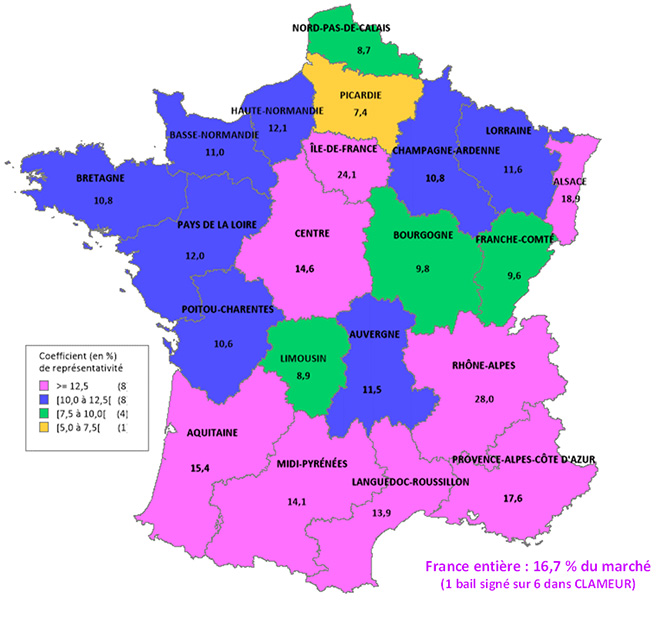 NORD-PAS-DE-CALAIS
8,7
PICARDIE
7,4
HAUTE-NORMANDIE
12,1
BASSE-NORMANDIE
11,0
ÎLE-DE-FRANCE
24,1
CHAMPAGNE-ARDENNE
10,8
LORRAINE
11,6
ALSACE
18,9
BRETAGNE
10,8
PAYS DE LA LOIRE
12,0
CENTRE
14,6
BOURGOGNE
9,8
FRANCHE-COMTÉ
9,6
POITOU-CHARENTES
10,6
LIMOUSIN
8,9
AUVERGNE
11,5
RHÔNE-ALPES
28,0
Coefficient (en %)
de représentativité
>= 12,5 (8
[10,0 à 12,5[ (8
[7,5 à 10,0[ (4)
[5,0 à 7,5[ (1)
AQUITAINE
15,4
MIDI-PYRÉNÉES
14,1
LANGUEDOC-ROUSSILLON
13,9
PROVENCE-ALPES-CÔTE D'AZUR
17,6
France entière : 16,7 % du marché
(1 bail signé sur 6 dans CLAMEUR)